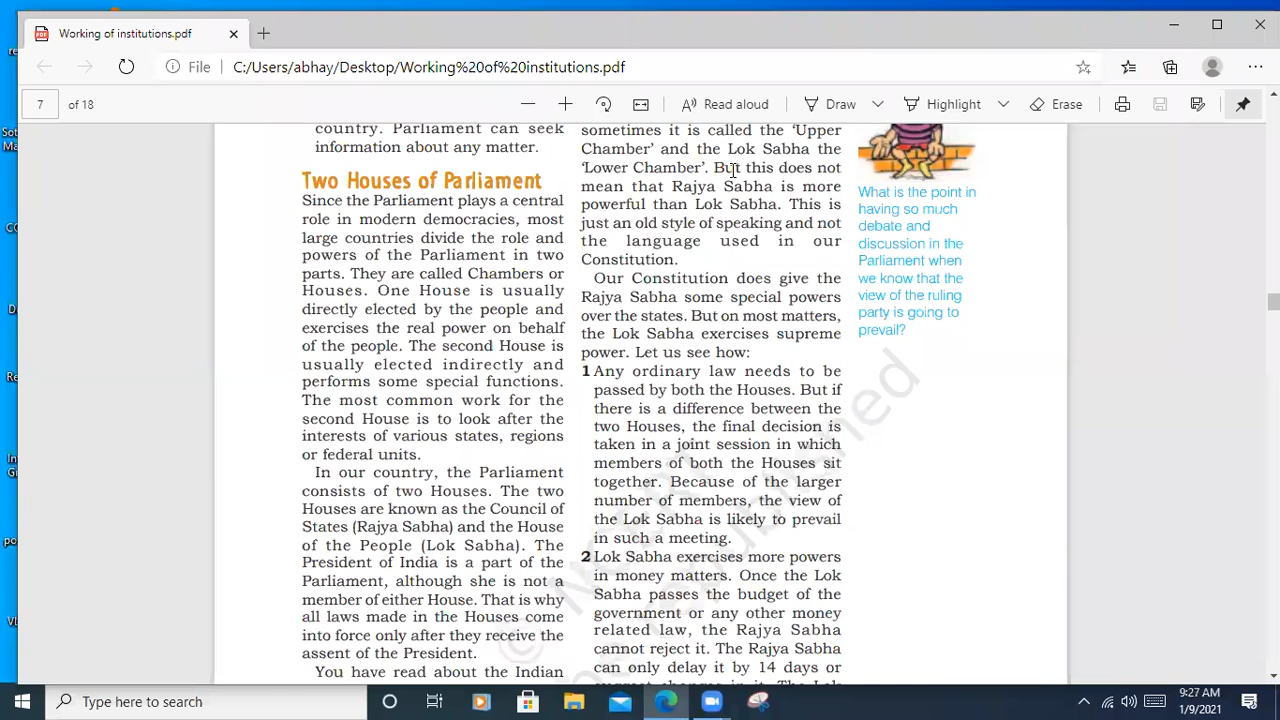 Working of institutions.pdf
File
C:/Users/abhay/Desktop/Working%20of%20institutions.pdf
7 of 18
Read aloud
Draw
Highlight
Erase
country. Parliament can seek
information about any matter.
Two Houses of Parliament
Since the Parliament plays a central
role in modern democracies, most
large countries divide the role and
powers of the Parliament in two
parts. They are called Chambers or
Houses. One House is usually
directly elected by the people and
exercises the real power on behalf
of the people. The second House is
usually elected indirectly and
performs some special functions.
The most common work for the
second House is to look after the
interests of various states, regions
or federal units.
In our country, the Parliament
consists of two Houses. The two
Houses are known as the Council of
States (Rajya Sabha) and the House
of the People (Lok Sabha). The
President of India is a part of the
Parliament, although she is not a
member of either House. That is why
all laws made in the Houses come
into force only after they receive the
assent of the President.
You have read about the Indian
sometimes it is called the ‘Upper
Chamber’ and the Lok Sabha the
‘Lower Chamber’. But this does not
mean that Rajya Sabha is more
powerful than Lok Sabha. This is
just an old style of speaking and not
the language used in our
Constitution.
Our Constitution does give the
Rajya Sabha some special powers
over the states. But on most matters,
the Lok Sabha exercises supreme
power. Let us see how:
1 Any ordinary law needs to be
passed by both the Houses. But if
there is a difference between the
two Houses, the final decision is
taken in a joint session in which
members of both the Houses sit
together. Because of the larger
number of members, the view of
the Lok Sabha is likely to prevail
in such a meeting.
2 Lok Sabha exercises more powers
in money matters. Once the Lok
Sabha passes the budget of the
government or any other money
related law, the Rajya Sabha
cannot reject it. The Rajya Sabha
can only delay it by 14 days or
suggest changes in it. The Lok
What is the point in
having so much
debate and
discussion in the
Parliament when
we know that the
view of the ruling
party is going to
prevail?
© NCERT
republished
Type here to search
9:27 AM
1/9/2021